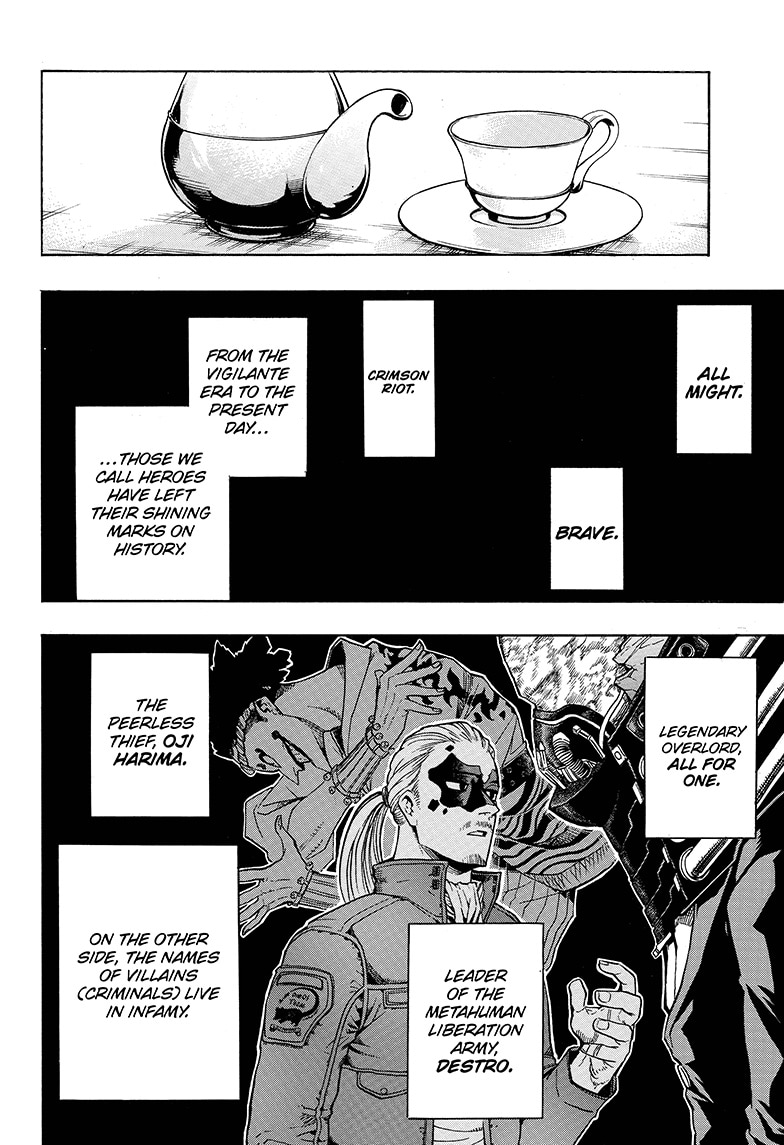 ALL
MIGHT.
BRAVE.
CRIMSON
RIOT.
FROM THE
VIGILANTE
ERA TO THE
PRESENT
DAY...
...THOSE WE
CALL HEROES
HAVE LEFT
THEIR SHINING
MARKS ON
HISTORY.
LEGENDARY
OVERLORD,
ALL FOR
ONE.
LEADER
OF THE
METAHUMAN
LIBERATION
ARMY,
DESTRO.
THE
PEERLESS
THIEF, OJI
HARIMA.
ON THE OTHER
SIDE, THE NAMES
OF VILLAINS
(CRIMINALS) LIVE
IN INFAMY.